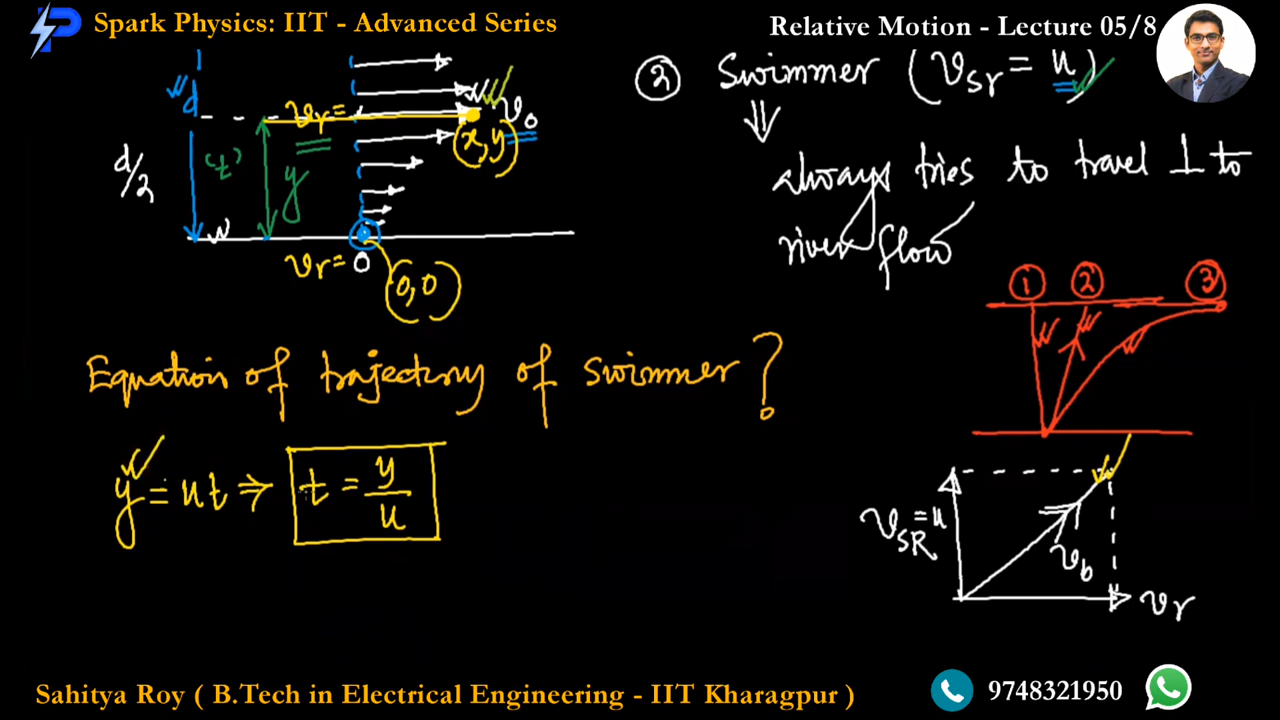 Spark Physics: IIT - Advanced Series
Relative Motion - Lecture 05/8
d
d/2
(t)
y
vr =
v0
(x, y)
vr = 0
(0,0)
② Swimmer (vsr = u)
⇓
always tries to travel ⊥ to
river flow
① ② ③
Equation of trajectory of swimmer?
y = ut ⇒ t = y/u
vSR = u
vb
vr
Sahitya Roy ( B.Tech in Electrical Engineering - IIT Kharagpur )
9748321950